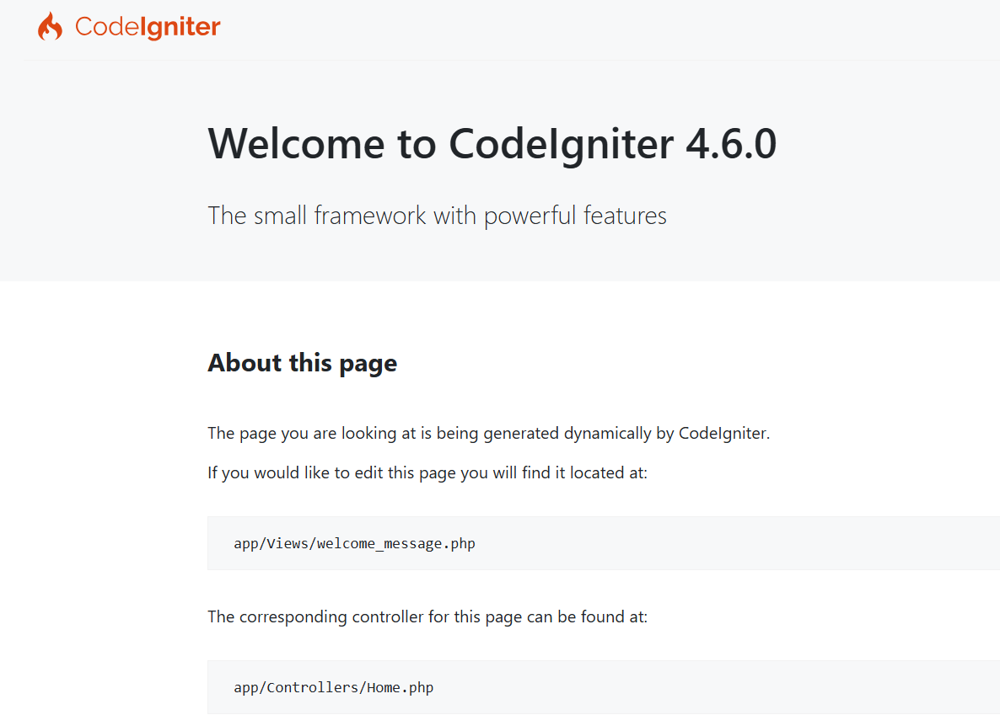 CodeIgniter
Welcome to CodeIgniter 4.6.0
The small framework with powerful features
About this page
The page you are looking at is being generated dynamically by CodeIgniter.
If you would like to edit this page you will find it located at:
app/Views/welcome_message.php
The corresponding controller for this page can be found at:
app/Controllers/Home.php